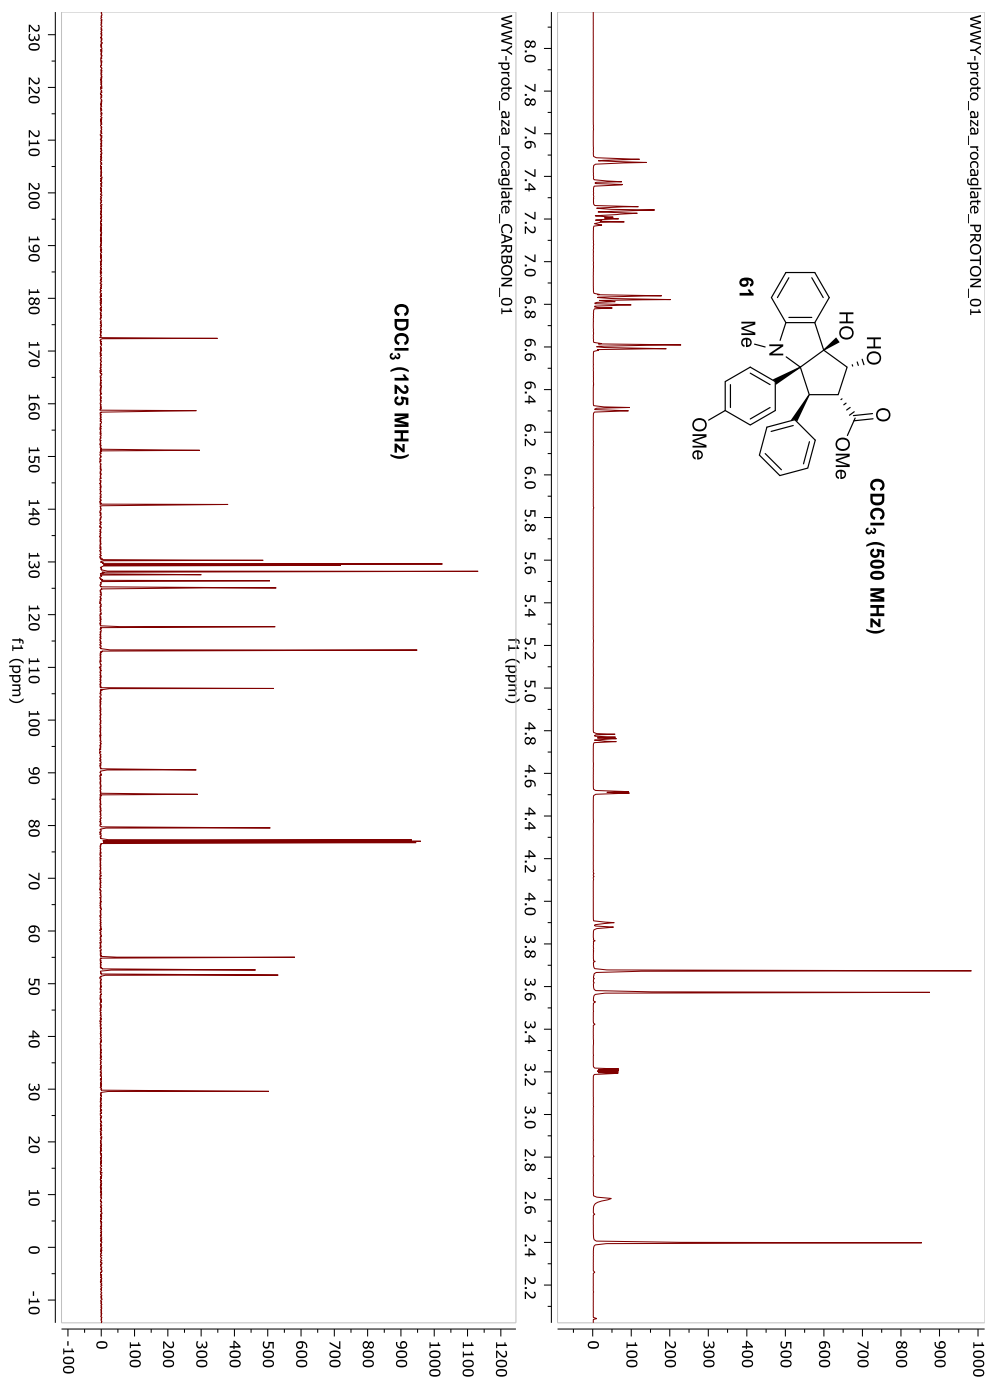 WWY-proto_aza_rocaglate_PROTON_01
CDCl3 (500 MHz)
HO
HO
O
OMe
N
Me
OMe
61
1000
900
800
700
600
500
400
300
200
100
0
8.0 7.8 7.6 7.4 7.2 7.0 6.8 6.6 6.4 6.2 6.0 5.8 5.6 5.4 5.2 5.0 4.8 4.6 4.4 4.2 4.0 3.8 3.6 3.4 3.2 3.0 2.8 2.6 2.4 2.2
f1 (ppm)
WWY-proto_aza_rocaglate_CARBON_01
CDCl3 (125 MHz)
1200
1100
1000
900
800
700
600
500
400
300
200
100
0
-100
230 220 210 200 190 180 170 160 150 140 130 120 110 100 90 80 70 60 50 40 30 20 10 0 -10
f1 (ppm)